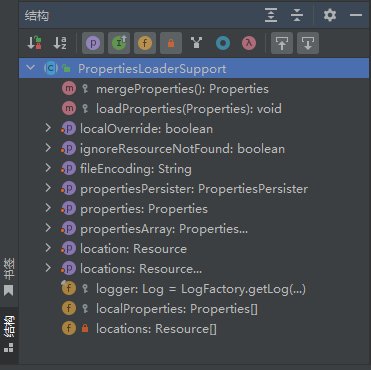 结构
PropertiesLoaderSupport
mergeProperties(): Properties
loadProperties(Properties): void
localOverride: boolean
ignoreResourceNotFound: boolean
fileEncoding: String
propertiesPersister: PropertiesPersister
properties: Properties
propertiesArray: Properties...
location: Resource
locations: Resource...
logger: Log = LogFactory.getLog(...)
localProperties: Properties[]
locations: Resource[]
书签
结构